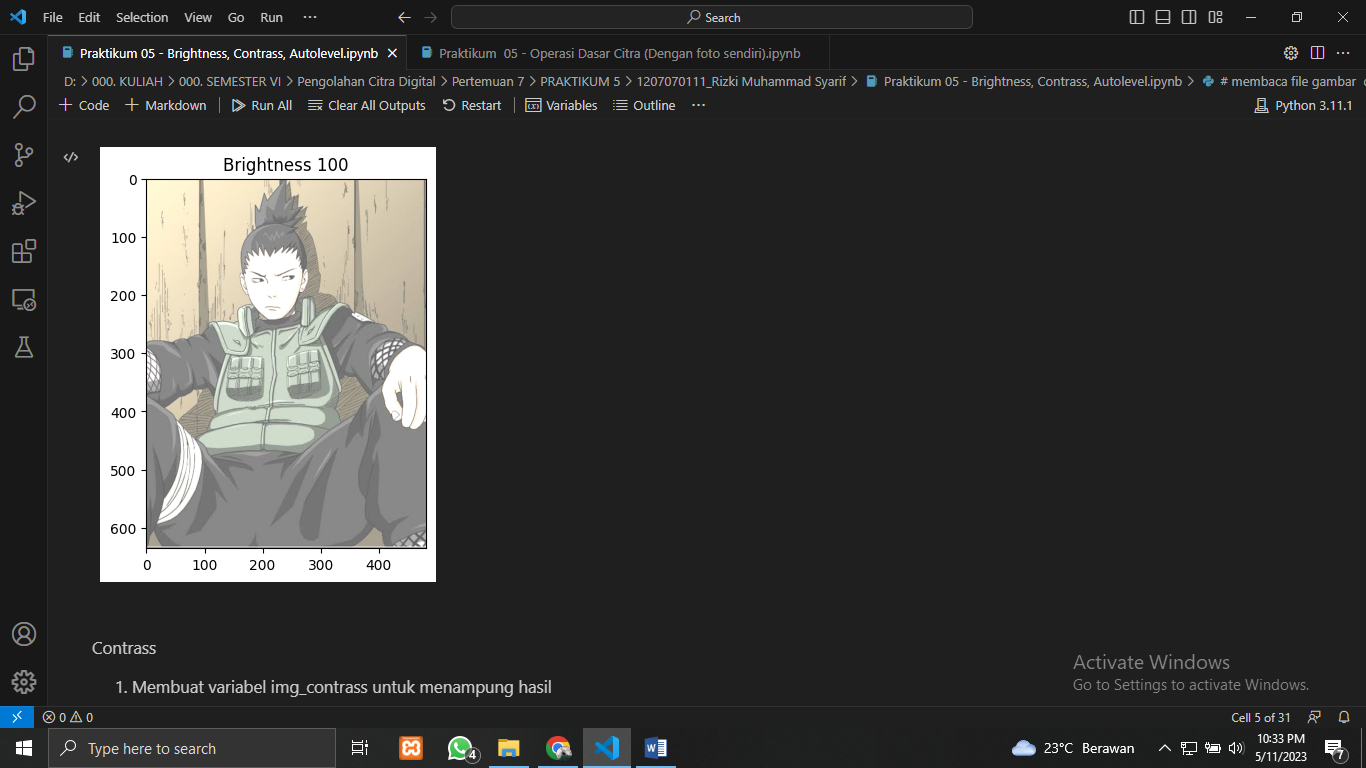 File Edit Selection View Go Run ··· Search
Praktikum 05 - Brightness, Contrass, Autolevel.ipynb Praktikum 05 - Operasi Dasar Citra (Dengan foto sendiri).ipynb
D: > 000. KULIAH > 000. SEMESTER VI > Pengolahan Citra Digital > Pertemuan 7 > PRAKTIKUM 5 > 1207070111_Rizki Muhammad Syarif > Praktikum 05 - Brightness, Contrass, Autolevel.ipynb > # membaca file gambar
+ Code + Markdown Run All Clear All Outputs Restart Variables Outline ··· Python 3.11.1
Brightness 100
0
100
200
300
400
500
600
0 100 200 300 400
Contrass
1. Membuat variabel img_contrass untuk menampung hasil
Activate Windows
Go to Settings to activate Windows.
0 0 Cell 5 of 31
Type here to search 4 23°C Berawan 10:33 PM 7
5/11/2023